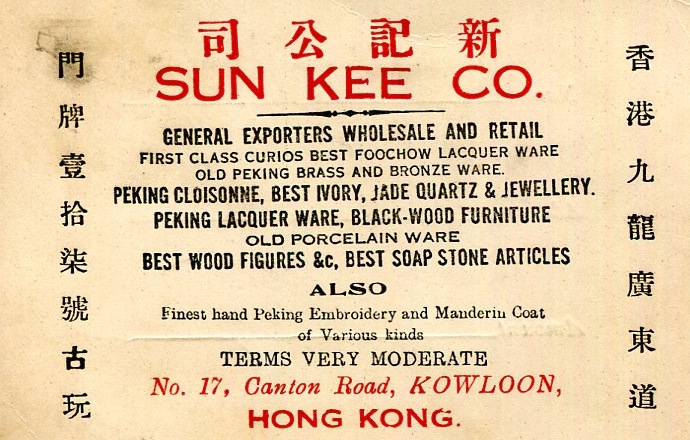 司公記新
SUN KEE CO.
GENERAL EXPORTERS WHOLESALE AND RETAIL
FIRST CLASS CURIOS BEST FOOCHOW LACQUER WARE
OLD PEKING BRASS AND BRONZE WARE.
PEKING CLOISONNE, BEST IVORY, JADE QUARTZ & JEWELLERY.
PEKING LACQUER WARE, BLACK-WOOD FURNITURE
OLD PORCELAIN WARE
BEST WOOD FIGURES &c, BEST SOAP STONE ARTICLES
ALSO
Finest hand Peking Embroidery and Manderin Coat
of Various kinds
TERMS VERY MODERATE
No. 17, Canton Road, KOWLOON,
HONG KONG.
香港九龍廣東道
門牌壹拾柒號古玩